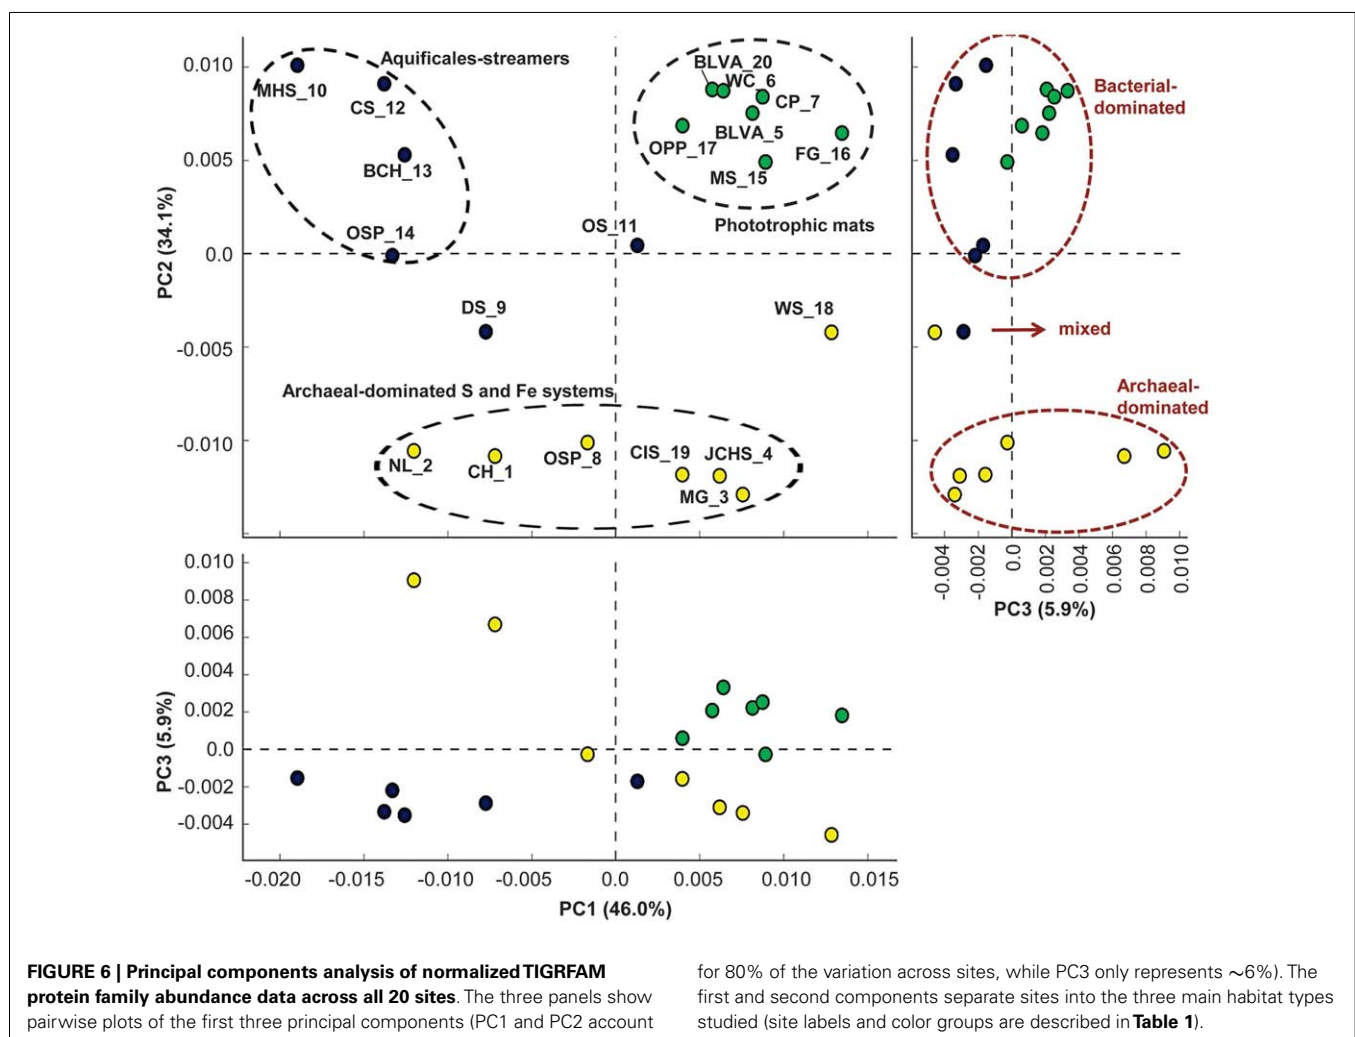 Aquificales-streamers
MHS_10
CS_12
BCH_13
OSP_14
BLVA_20
WC_6
CP_7
BLVA_5
OPP_17
FG_16
MS_15
OS_11
Phototrophic mats
DS_9
WS_18
Archaeal-dominated S and Fe systems
NL_2
CH_1
OSP_8
CIS_19
JCHS_4
MG_3
0.010
0.005
0.0
-0.005
-0.010
PC2 (34.1%)
Bacterial-
dominated
mixed
Archaeal-
dominated
-0.004
-0.002
0.0
0.002
0.004
0.006
0.008
0.010
PC3 (5.9%)
0.010
0.008
0.006
0.004
0.002
0.0
-0.002
-0.004
PC3 (5.9%)
-0.020
-0.015
-0.010
-0.005
0.0
0.005
0.010
0.015
PC1 (46.0%)
FIGURE 6 | Principal components analysis of normalized TIGRFAM
protein family abundance data across all 20 sites. The three panels show
pairwise plots of the first three principal components (PC1 and PC2 account
for 80% of the variation across sites, while PC3 only represents ∼6%). The
first and second components separate sites into the three main habitat types
studied (site labels and color groups are described in Table 1).